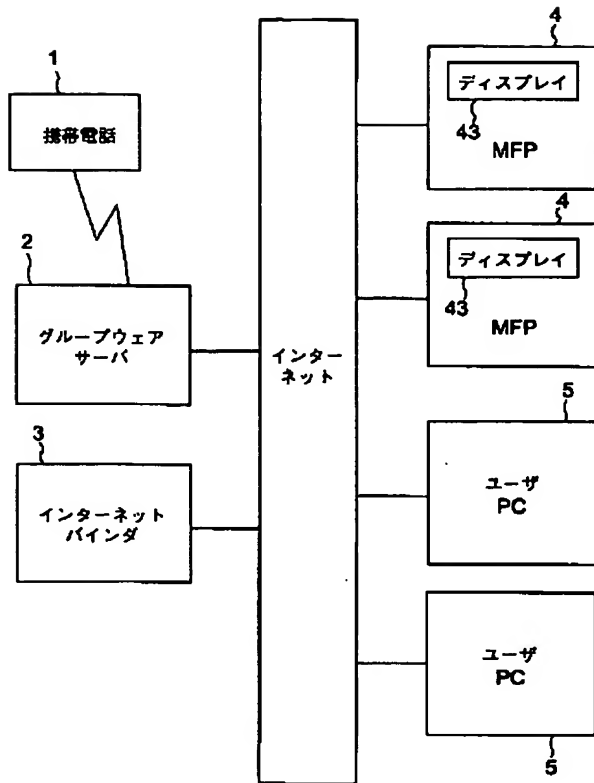 1
携帯電話
2
グループウェア
サーバ
3
インターネット
バインダ
インター
ネット
4
ディスプレイ
43
MFP
4
ディスプレイ
43
MFP
5
ユーザ
PC
ユーザ
PC
5